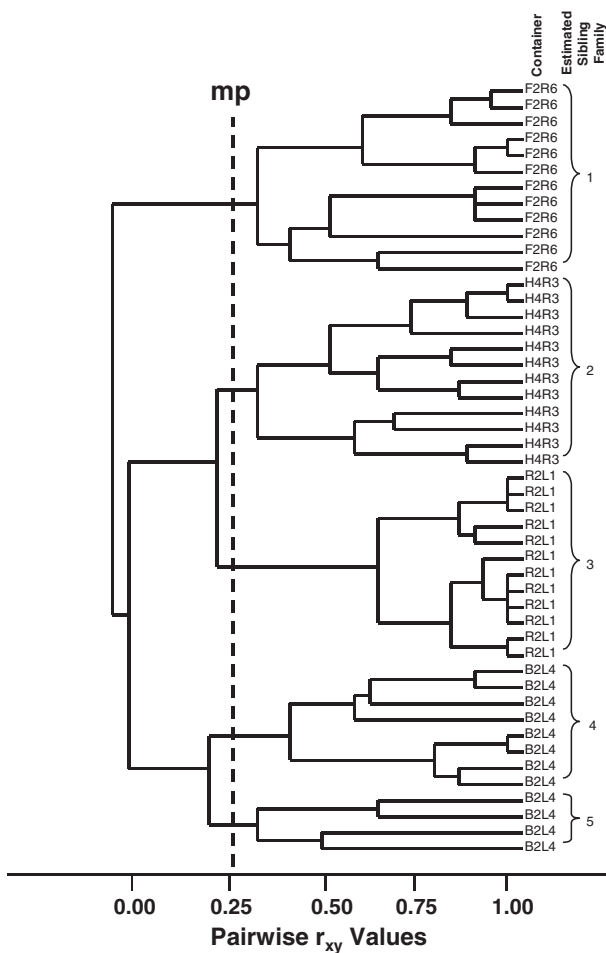 Container
Estimated
Sibling
Family
mp
F2R6
F2R6
F2R6
F2R6
F2R6
F2R6
F2R6
F2R6
F2R6
F2R6
F2R6
F2R6
1
H4R3
H4R3
H4R3
H4R3
H4R3
H4R3
H4R3
H4R3
H4R3
H4R3
H4R3
H4R3
2
R2L1
R2L1
R2L1
R2L1
R2L1
R2L1
R2L1
R2L1
R2L1
R2L1
R2L1
R2L1
3
B2L4
B2L4
B2L4
B2L4
B2L4
B2L4
B2L4
B2L4
4
B2L4
B2L4
B2L4
B2L4
5
0.00 0.25 0.50 0.75 1.00
Pairwise rxy Values